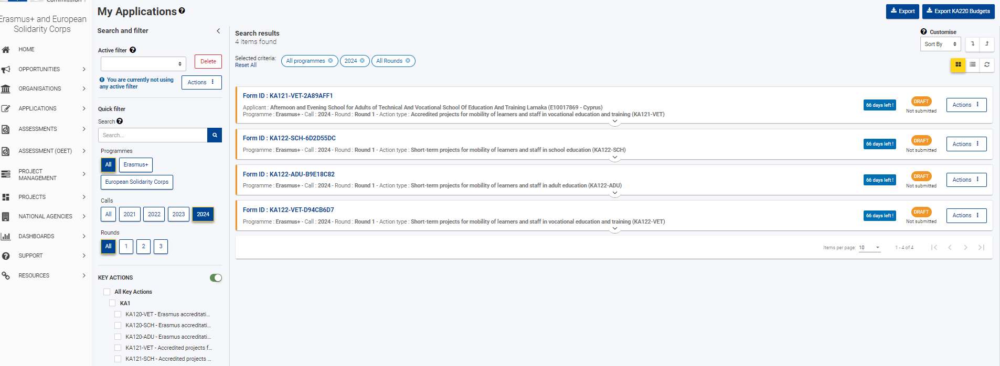 Commission
Erasmus+ and European
Solidarity Corps
HOME
OPPORTUNITIES
ORGANISATIONS
APPLICATIONS
ASSESSMENTS
ASSESSMENT (OEET)
PROJECT
MANAGEMENT
PROJECTS
NATIONAL AGENCIES
DASHBOARDS
SUPPORT
RESOURCES
My Applications
Export
Export KA220 Budgets
Search and filter
Active filter
Delete
You are currently not using
any active filter
Actions
Quick filter
Search
Search...
Programmes
All
Erasmus+
European Solidarity Corps
Calls
All 2021 2022 2023 2024
Rounds
All 1 2 3
KEY ACTIONS
All Key Actions
KA1
KA120-VET - Erasmus accreditati...
KA120-SCH - Erasmus accreditati...
KA120-ADU - Erasmus accreditati...
KA121-VET - Accredited projects f...
KA121-SCH - Accredited projects ...
Search results
4 items found
Customise
Sort By
Selected criteria:
Reset All
All programmes 2024 All Rounds
Form ID : KA121-VET-2A89AFF1
Applicant : Afternoon and Evening School for Adults of Technical And Vocational School Of Education And Training Larnaka (E10017869 - Cyprus)
Programme : Erasmus+ - Call : 2024 - Round : Round 1 - Action type : Accredited projects for mobility of learners and staff in vocational education and training (KA121-VET)
66 days left !
DRAFT
Not submitted
Actions
Form ID : KA122-SCH-6D2D55DC
Programme : Erasmus+ - Call : 2024 - Round : Round 1 - Action type : Short-term projects for mobility of learners and staff in school education (KA122-SCH)
66 days left !
DRAFT
Not submitted
Actions
Form ID : KA122-ADU-B9E18C82
Programme : Erasmus+ - Call : 2024 - Round : Round 1 - Action type : Short-term projects for mobility of learners and staff in adult education (KA122-ADU)
66 days left !
DRAFT
Not submitted
Actions
Form ID : KA122-VET-D94CB6D7
Programme : Erasmus+ - Call : 2024 - Round : Round 1 - Action type : Short-term projects for mobility of learners and staff in vocational education and training (KA122-VET)
66 days left !
DRAFT
Not submitted
Actions
Items per page: 10
1 - 4 of 4